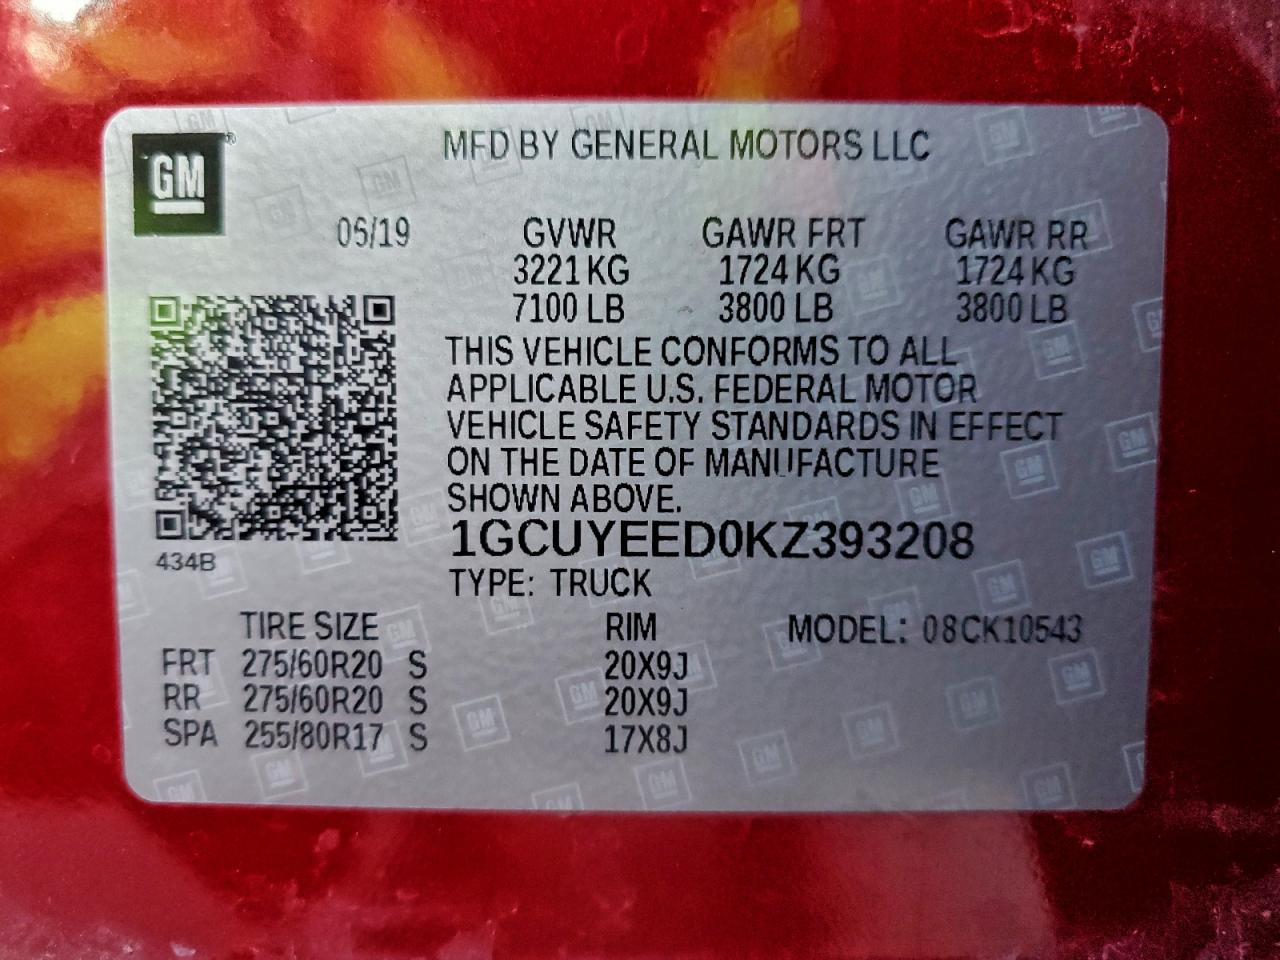 GM
MFD BY GENERAL MOTORS LLC
06/19 GVWR GAWR FRT GAWR RR
3221 KG 1724 KG 1724 KG
7100 LB 3800 LB 3800 LB
THIS VEHICLE CONFORMS TO ALL
APPLICABLE U.S. FEDERAL MOTOR
VEHICLE SAFETY STANDARDS IN EFFECT
ON THE DATE OF MANUFACTURE
SHOWN ABOVE.
1GCUYEED0KZ393208
434B
TYPE: TRUCK
TIRE SIZE RIM MODEL: 08CK10543
FRT 275/60R20 S 20X9J
RR 275/60R20 S 20X9J
SPA 255/80R17 S 17X8J